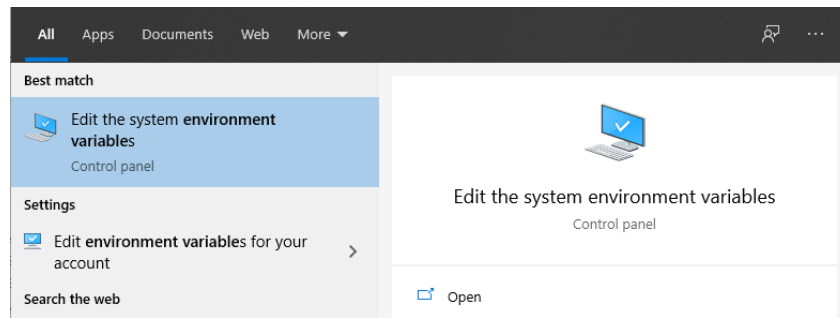 All Apps Documents Web More
Best match
Edit the system environment
variables
Control panel
Settings
Edit environment variables for your
account
Search the web
Edit the system environment variables
Control panel
Open